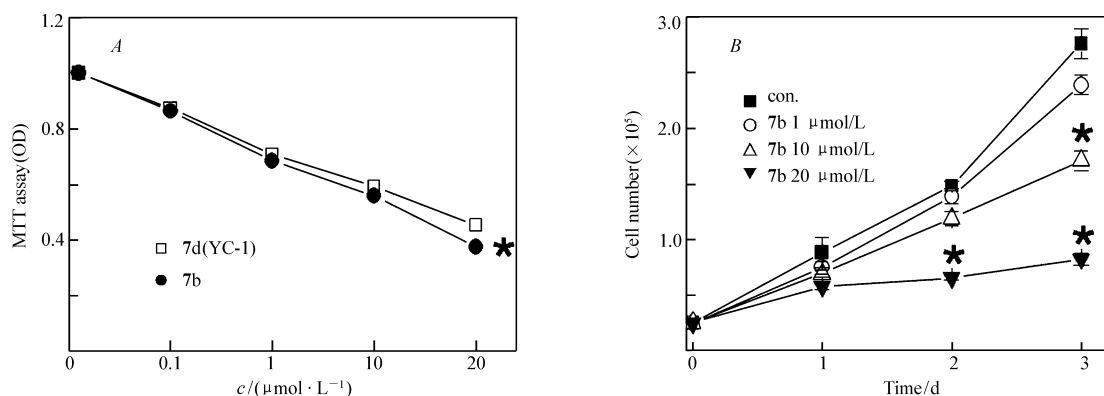 A
1.2
0.8
0.4
MTT assay(OD)
7d(YC-1)
7b
0
0.1
1
10
20
c/(μmol · L⁻¹)
B
3.0
2.0
1.0
Cell number(×10⁵)
con.
7b 1 μmol/L
7b 10 μmol/L
7b 20 μmol/L
0
1
2
3
Time/d